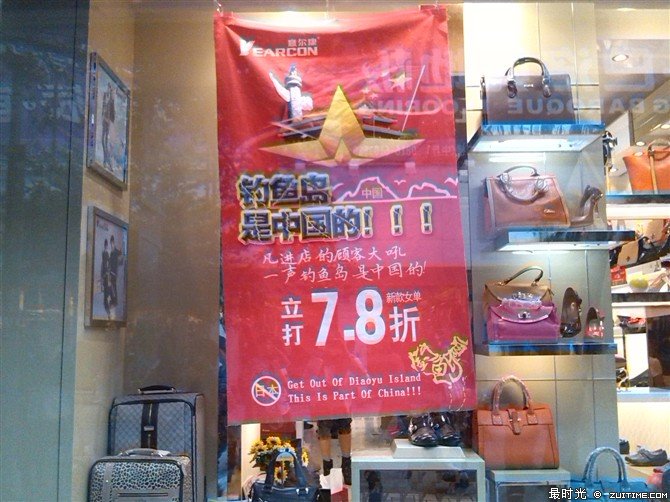 YEARCON 意尔康
钓鱼岛
中国
是中国的!!!
凡进店的顾客大吼
一声钓鱼岛是中国的!
立打 7.8折
新款女单
日本
Get Out Of Diaoyu Island
This Is Part Of China!!!
BAROQUE
最时光 © ZUITIME.COM